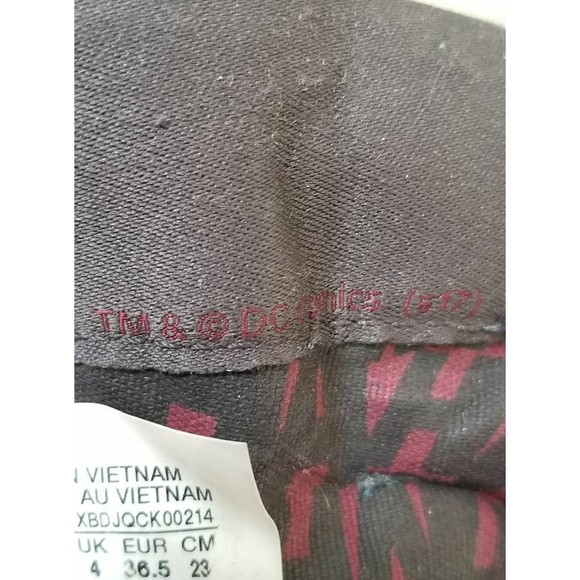 TM & © DC Comics (s17)
N VIETNAM
AU VIETNAM
XBDJQCK00214
UK EUR CM
4 36.5 23